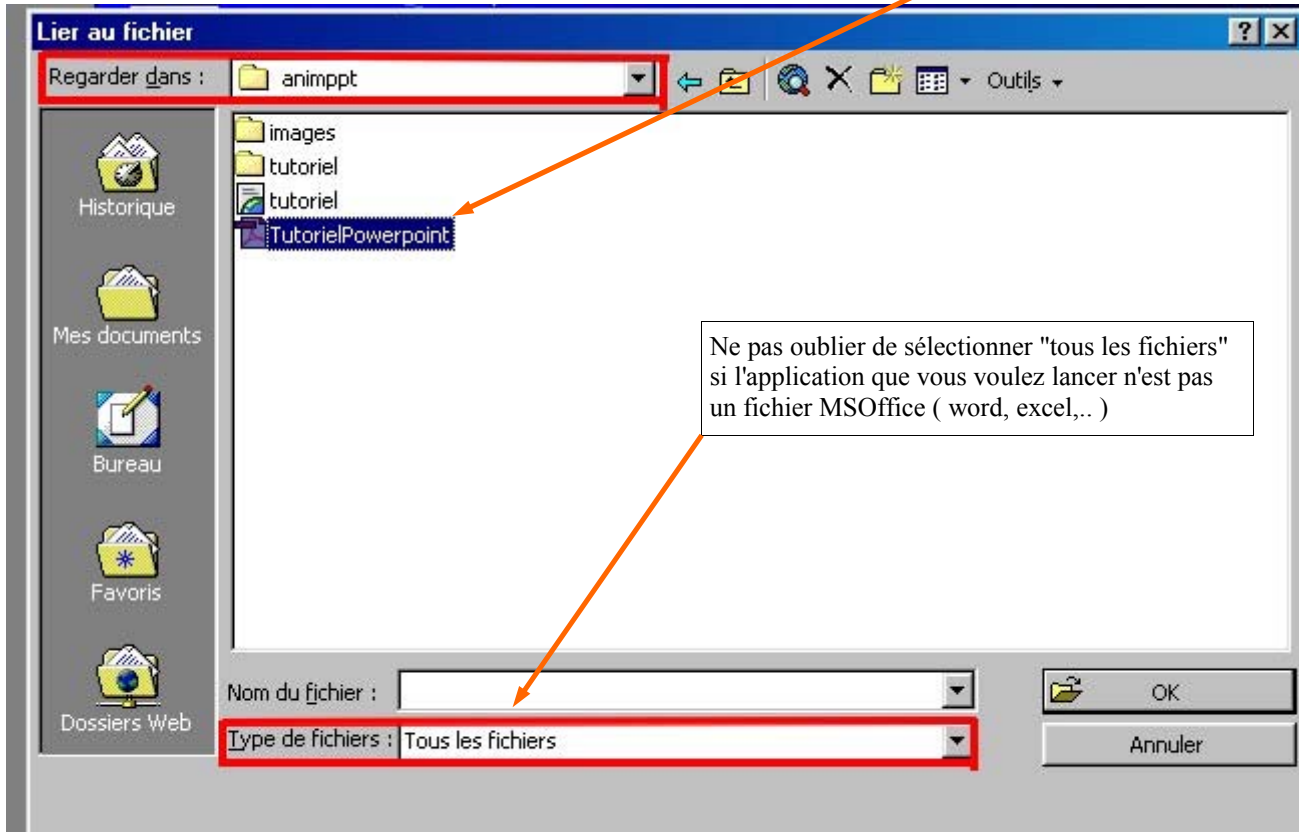 Lier au fichier
Regarder dans :
animppt
Outils
images
tutoriel
tutoriel
TutorielPowerpoint
Historique
Mes documents
Bureau
Favoris
Dossiers Web
Ne pas oublier de sélectionner "tous les fichiers"
si l'application que vous voulez lancer n'est pas
un fichier MSOffice ( word, excel,.. )
Nom du fichier :
OK
Type de fichiers : Tous les fichiers
Annuler